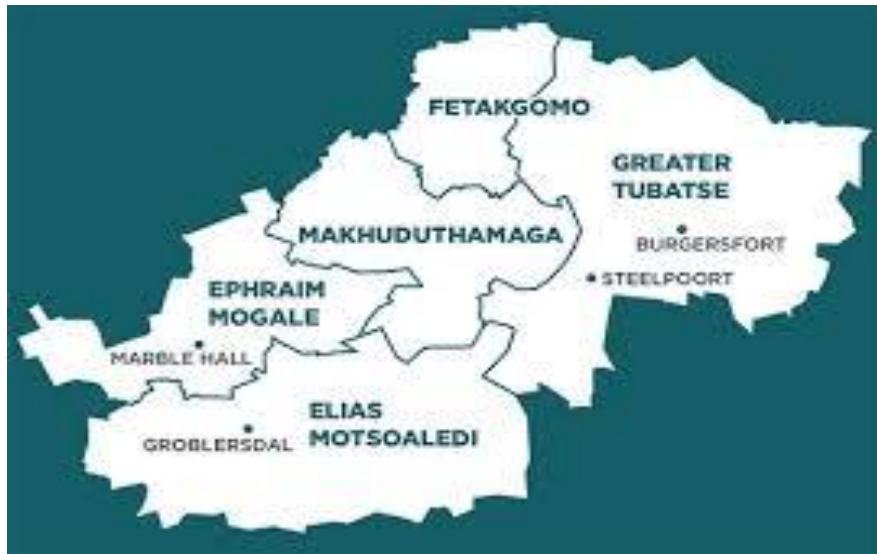 FETAKGOMO
GREATER
TUBATSE
MAKHUDUTHAMAGA
BURGERSFORT
STEELPOORT
EPHRAIM
MOGALE
MARBLE HALL
ELIAS
MOTSOALEDI
GROBLERSDAL